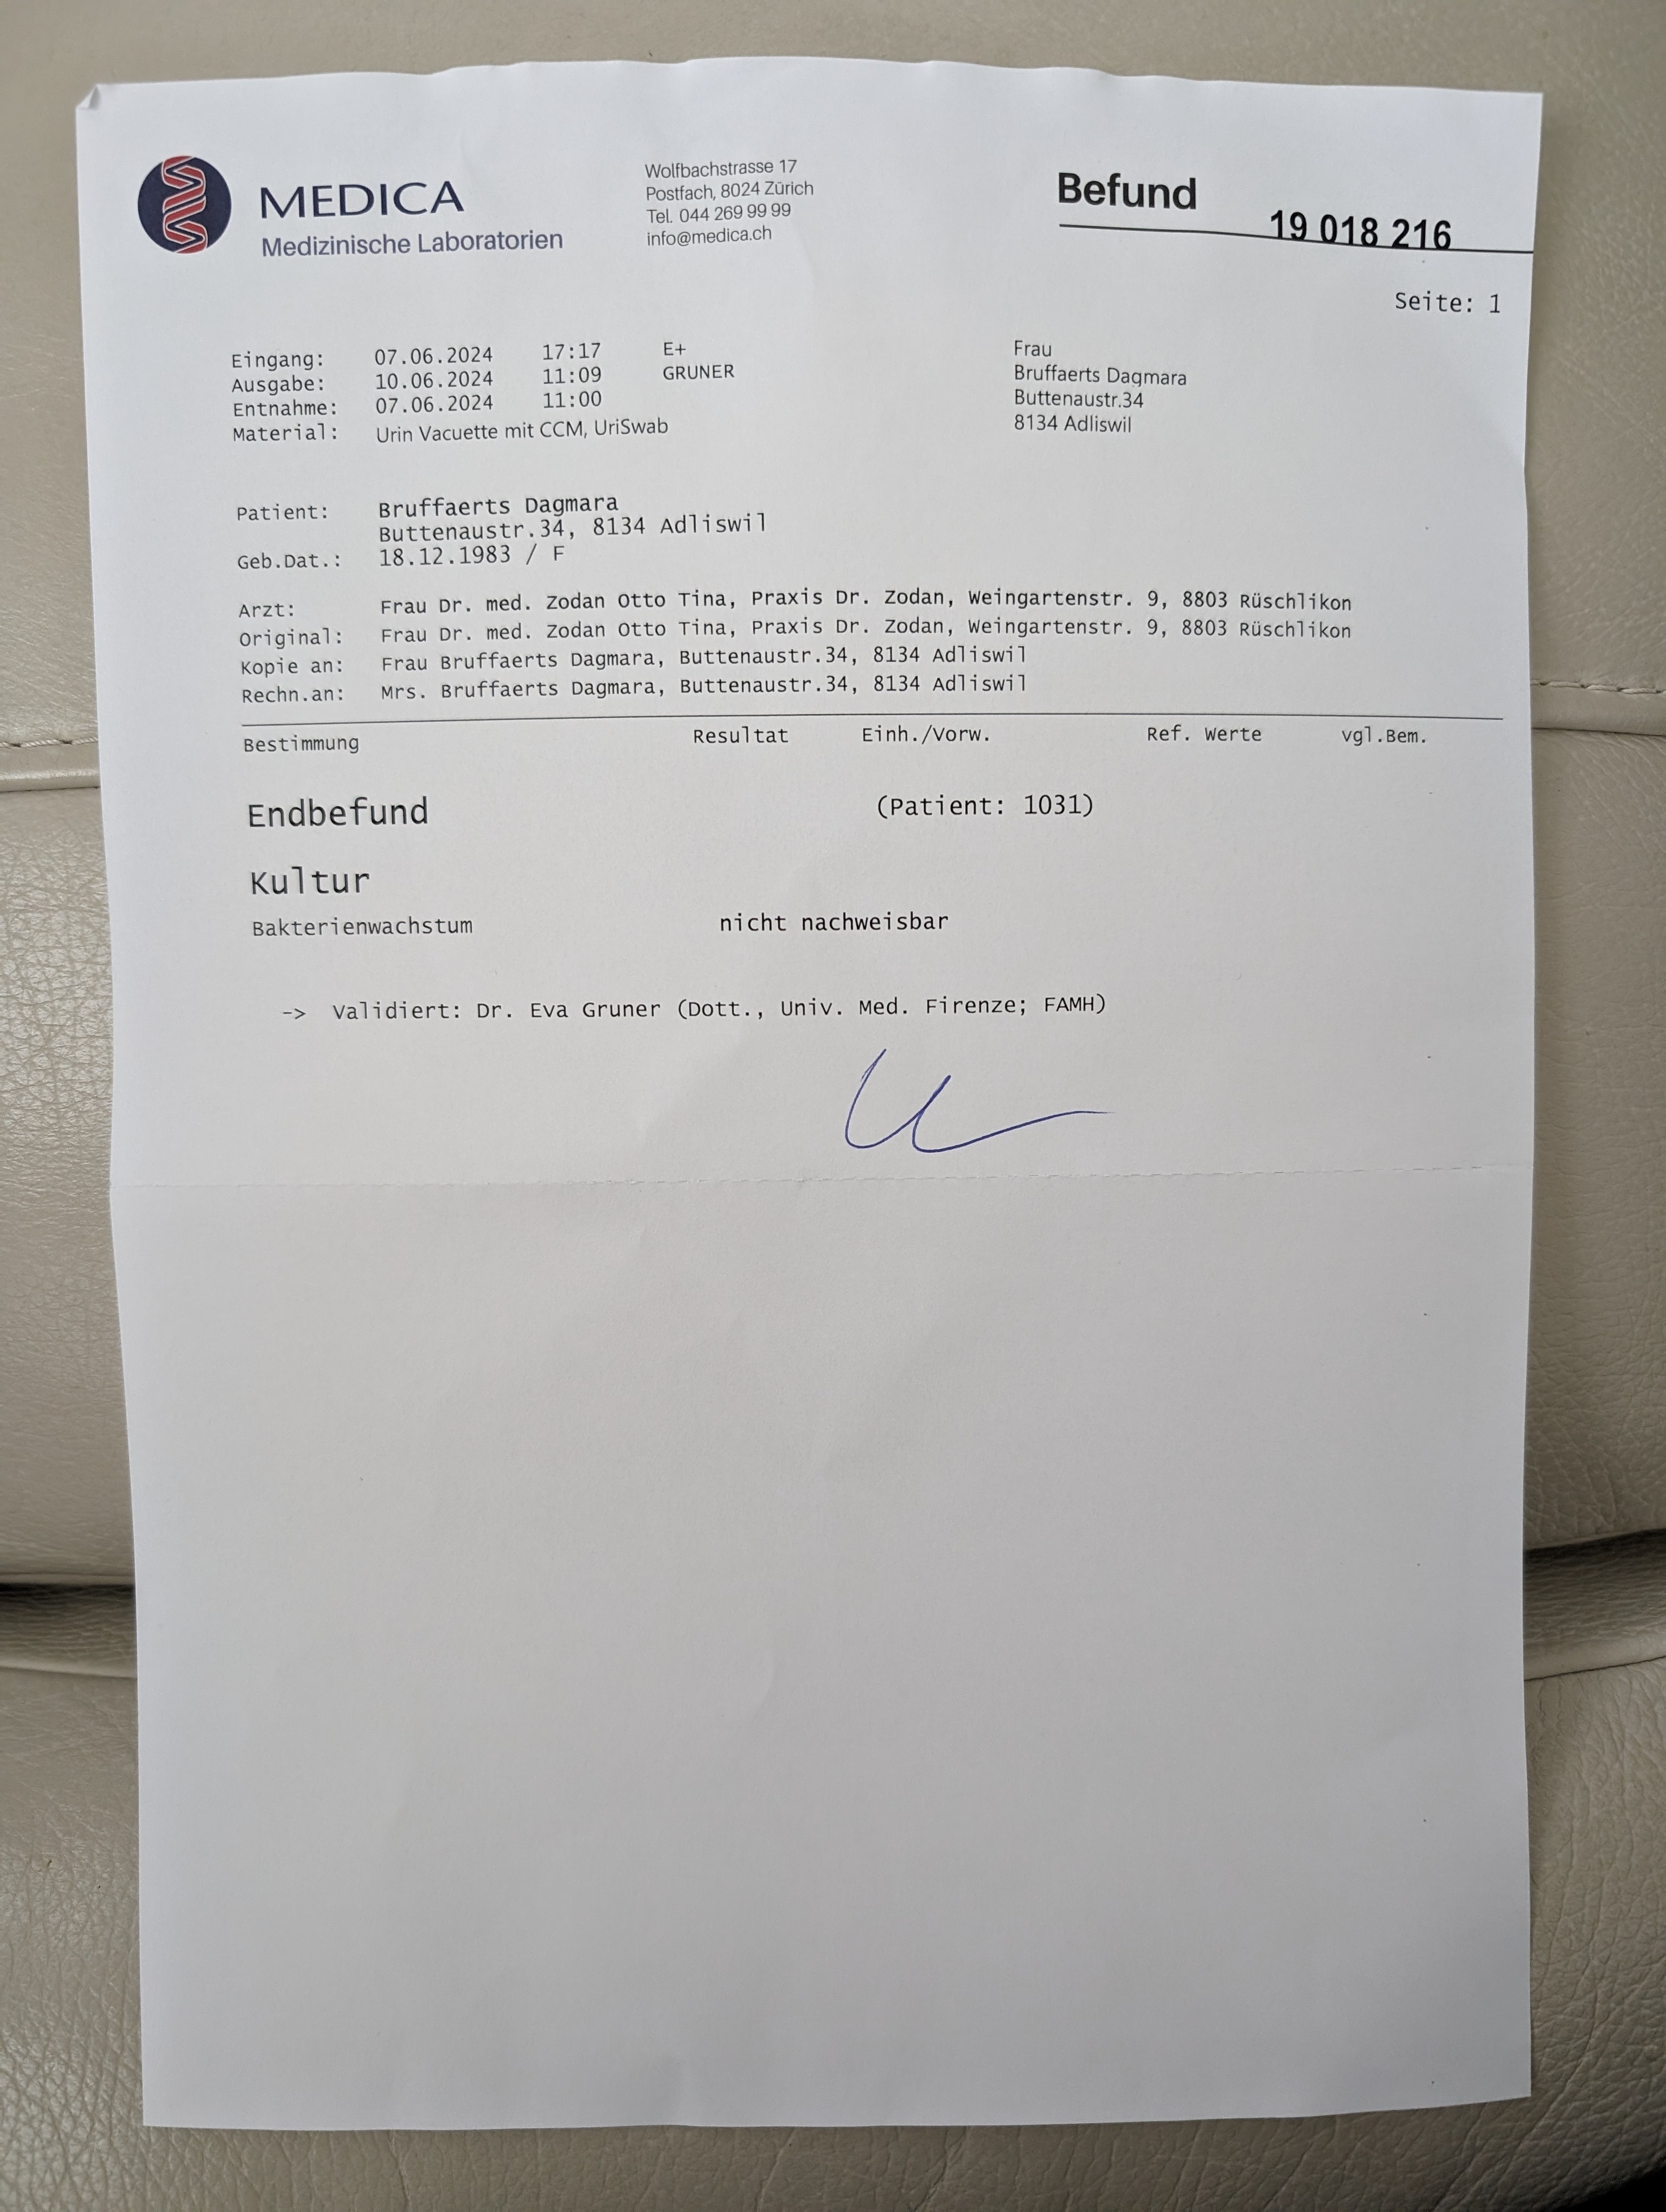 MEDICA
Medizinische Laboratorien
Wolfbachstrasse 17
Postfach, 8024 Zürich
Tel. 044 269 99 99
info@medica.ch
Befund
19 018 216
Seite: 1
Eingang: 07.06.2024 17:17 E+
Ausgabe: 10.06.2024 11:09 GRUNER
Entnahme: 07.06.2024 11:00
Material: Urin Vacuette mit CCM, UriSwab
Frau
Bruffaerts Dagmara
Buttenaustr.34
8134 Adliswil
Patient: Bruffaerts Dagmara
Buttenaustr.34, 8134 Adliswil
Geb.Dat.: 18.12.1983 / F
Arzt: Frau Dr. med. Zodan Otto Tina, Praxis Dr. Zodan, Weingartenstr. 9, 8803 Rüschlikon
Original: Frau Dr. med. Zodan Otto Tina, Praxis Dr. Zodan, Weingartenstr. 9, 8803 Rüschlikon
Kopie an: Frau Bruffaerts Dagmara, Buttenaustr.34, 8134 Adliswil
Rechn.an: Mrs. Bruffaerts Dagmara, Buttenaustr.34, 8134 Adliswil
Bestimmung Resultat Einh./Vorw. Ref. Werte vgl.Bem.
Endbefund (Patient: 1031)
Kultur
Bakterienwachstum nicht nachweisbar
-> Validiert: Dr. Eva Gruner (Dott., Univ. Med. Firenze; FAMH)